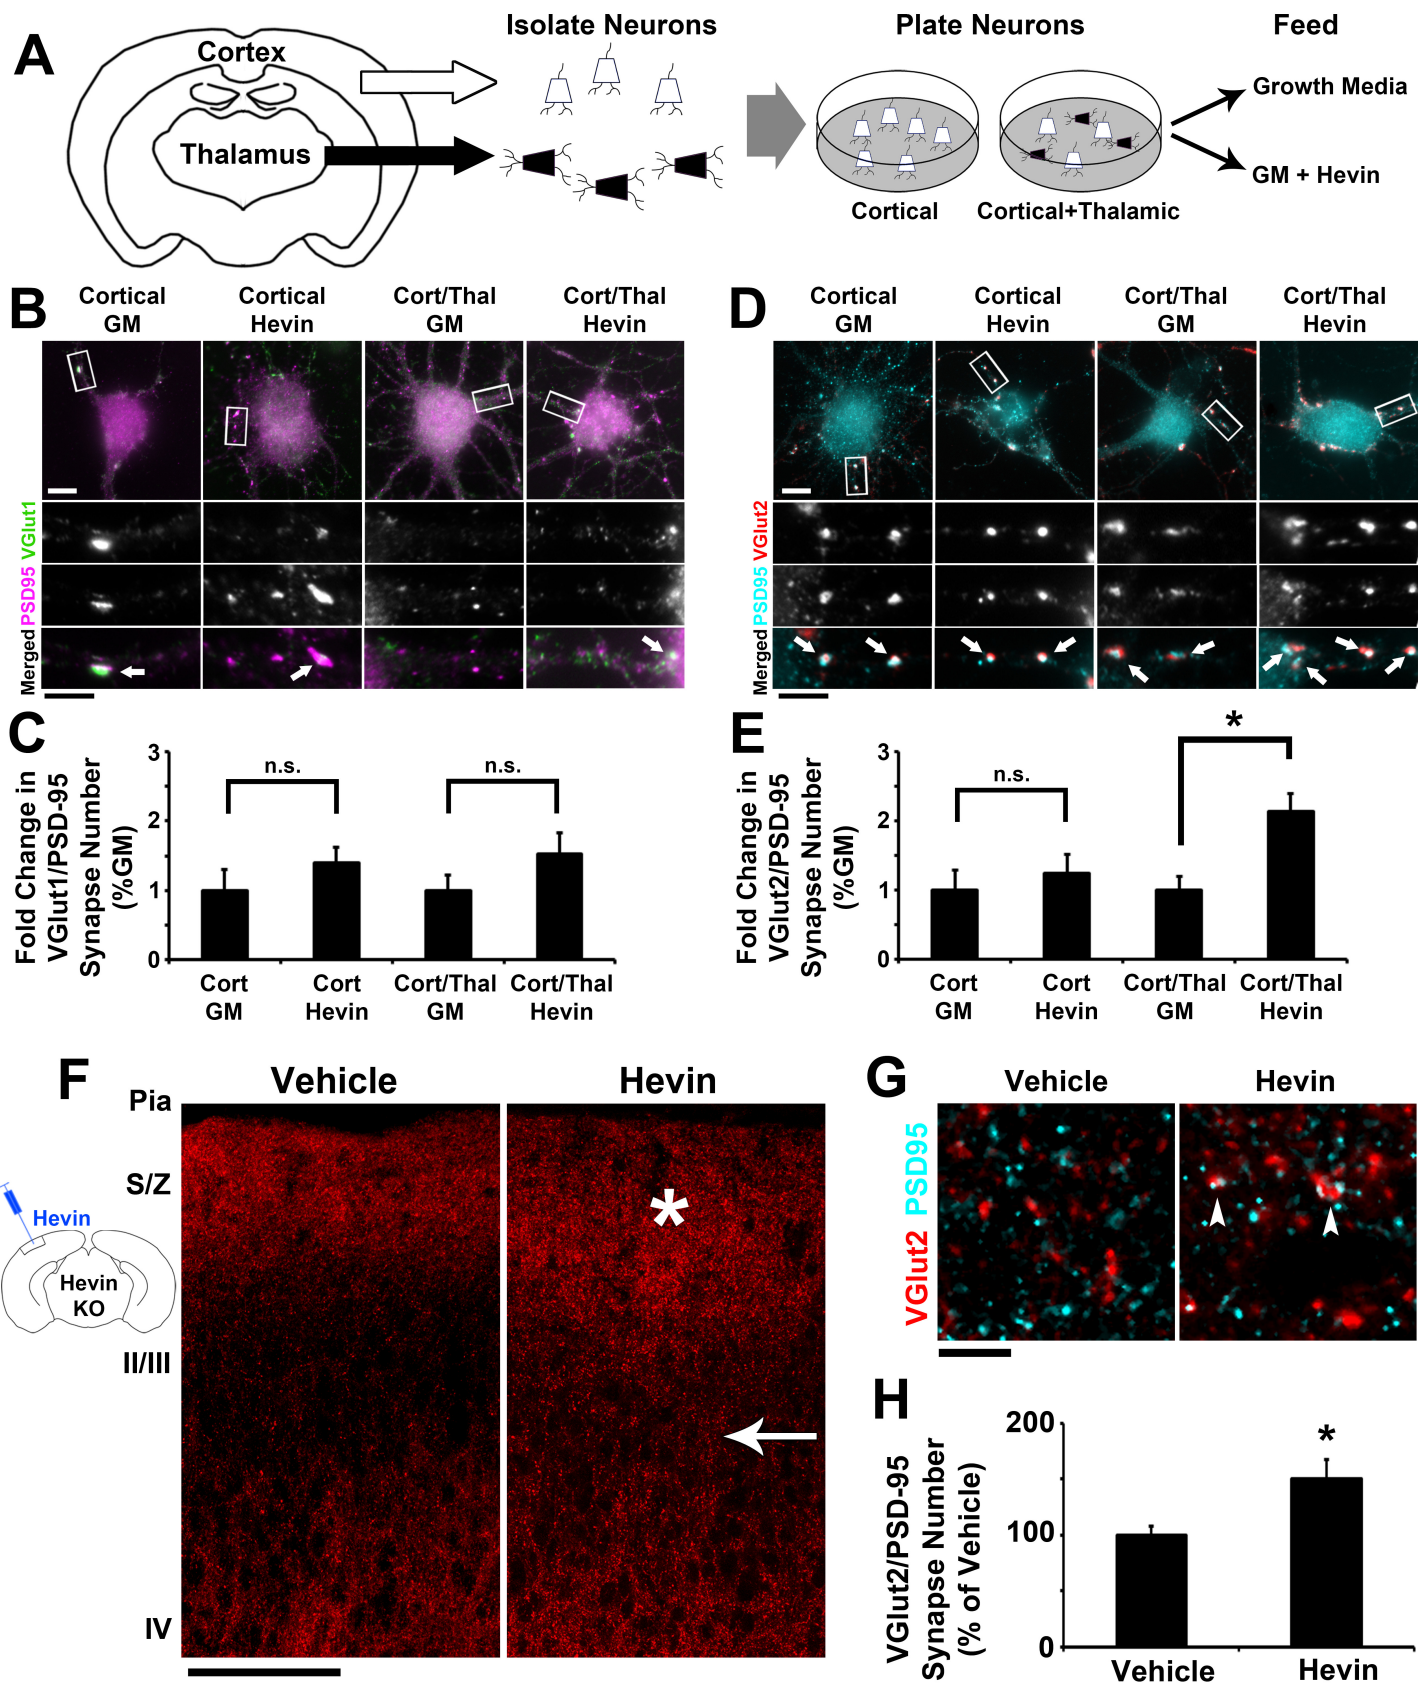 A
Cortex
Thalamus
Isolate Neurons
Plate Neurons
Feed
Cortical
Cortical+Thalamic
Growth Media
GM + Hevin
B
Cortical GM
Cortical Hevin
Cort/Thal GM
Cort/Thal Hevin
Merged PSD95 VGlut1
D
Cortical GM
Cortical Hevin
Cort/Thal GM
Cort/Thal Hevin
Merged PSD95 VGlut2
C
Fold Change in
VGlut1/PSD-95
Synapse Number
(%GM)
3
2
1
0
n.s.
n.s.
Cort GM
Cort Hevin
Cort/Thal GM
Cort/Thal Hevin
E
Fold Change in
VGlut2/PSD-95
Synapse Number
(%GM)
3
2
1
0
n.s.
*
Cort GM
Cort Hevin
Cort/Thal GM
Cort/Thal Hevin
F
Vehicle
Hevin
Pia
S/Z
II/III
IV
Hevin
Hevin
KO
*
G
Vehicle
Hevin
VGlut2 PSD95
H
VGlut2/PSD-95
Synapse Number
(% of Vehicle)
200
100
0
*
Vehicle
Hevin